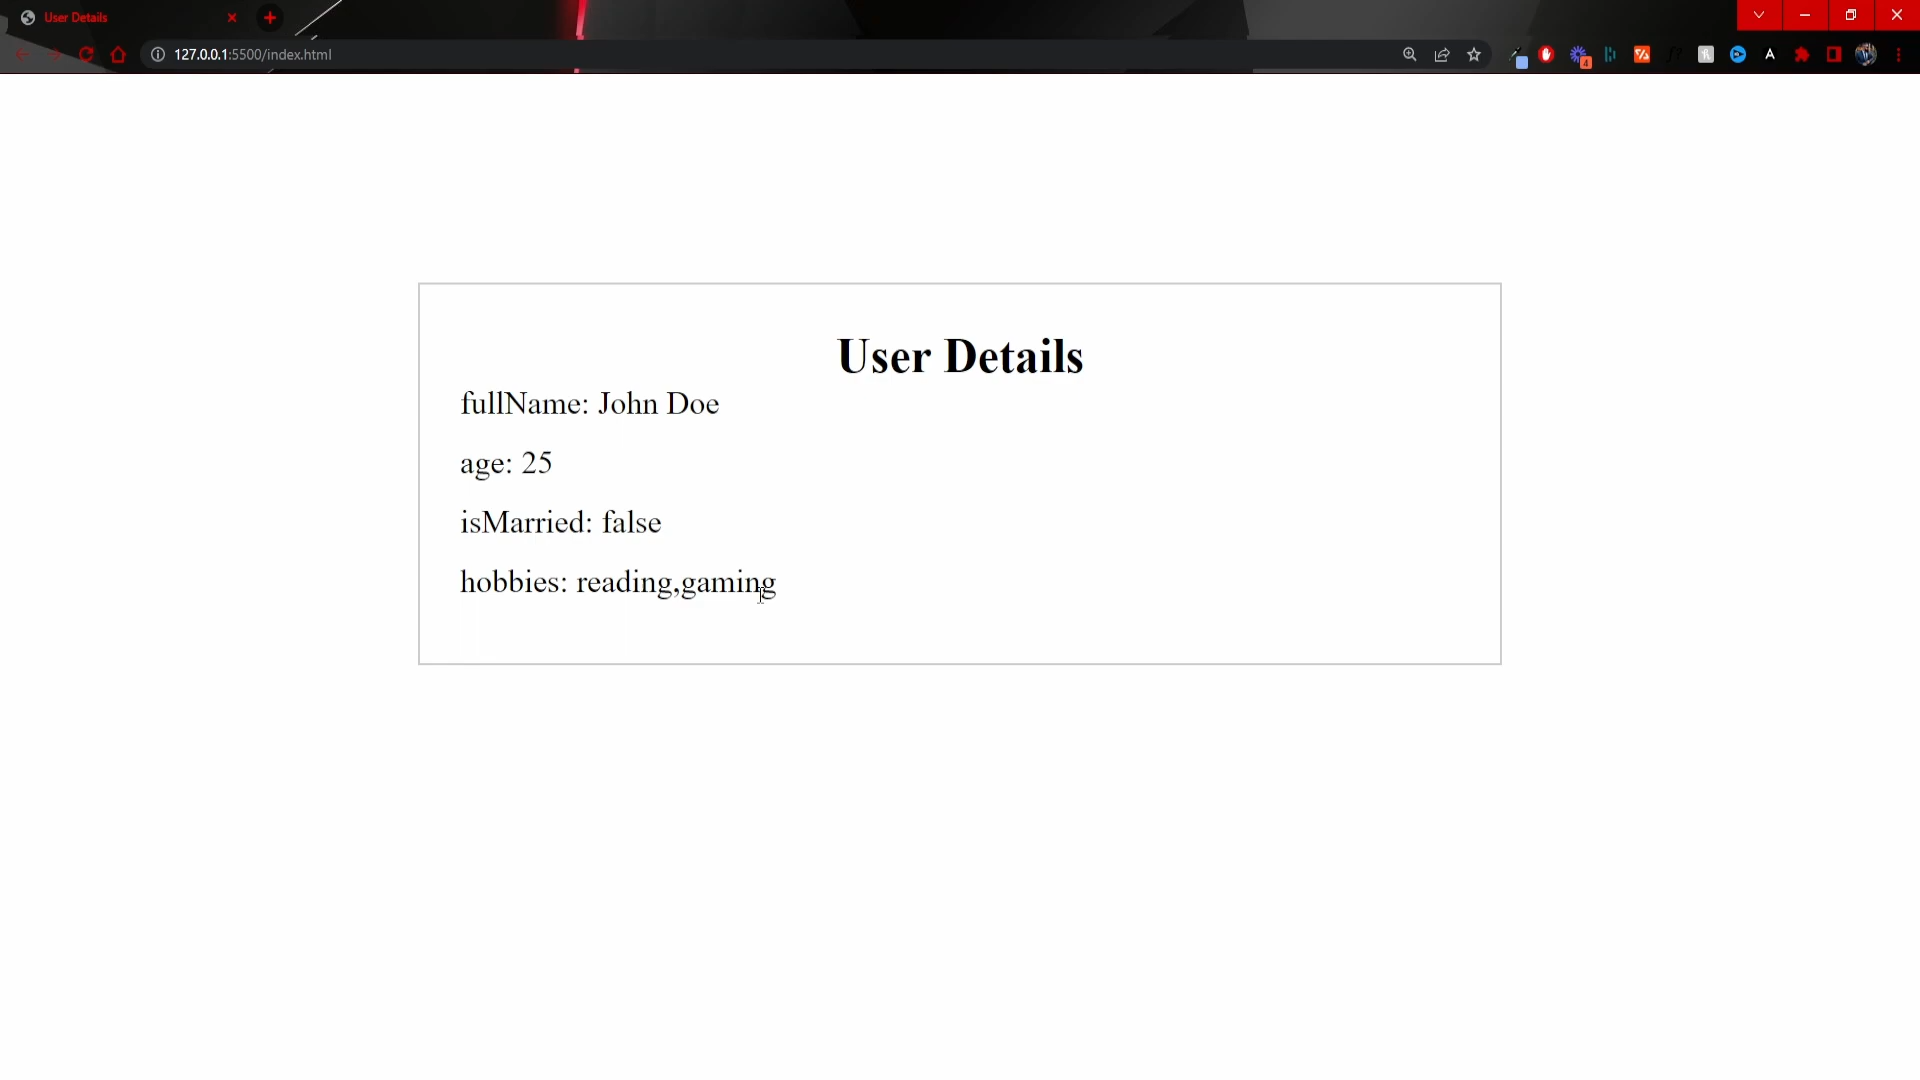 User Details
127.0.0.1:5500/index.html
4
A
User Details
fullName: John Doe
age: 25
isMarried: false
hobbies: reading,gaming